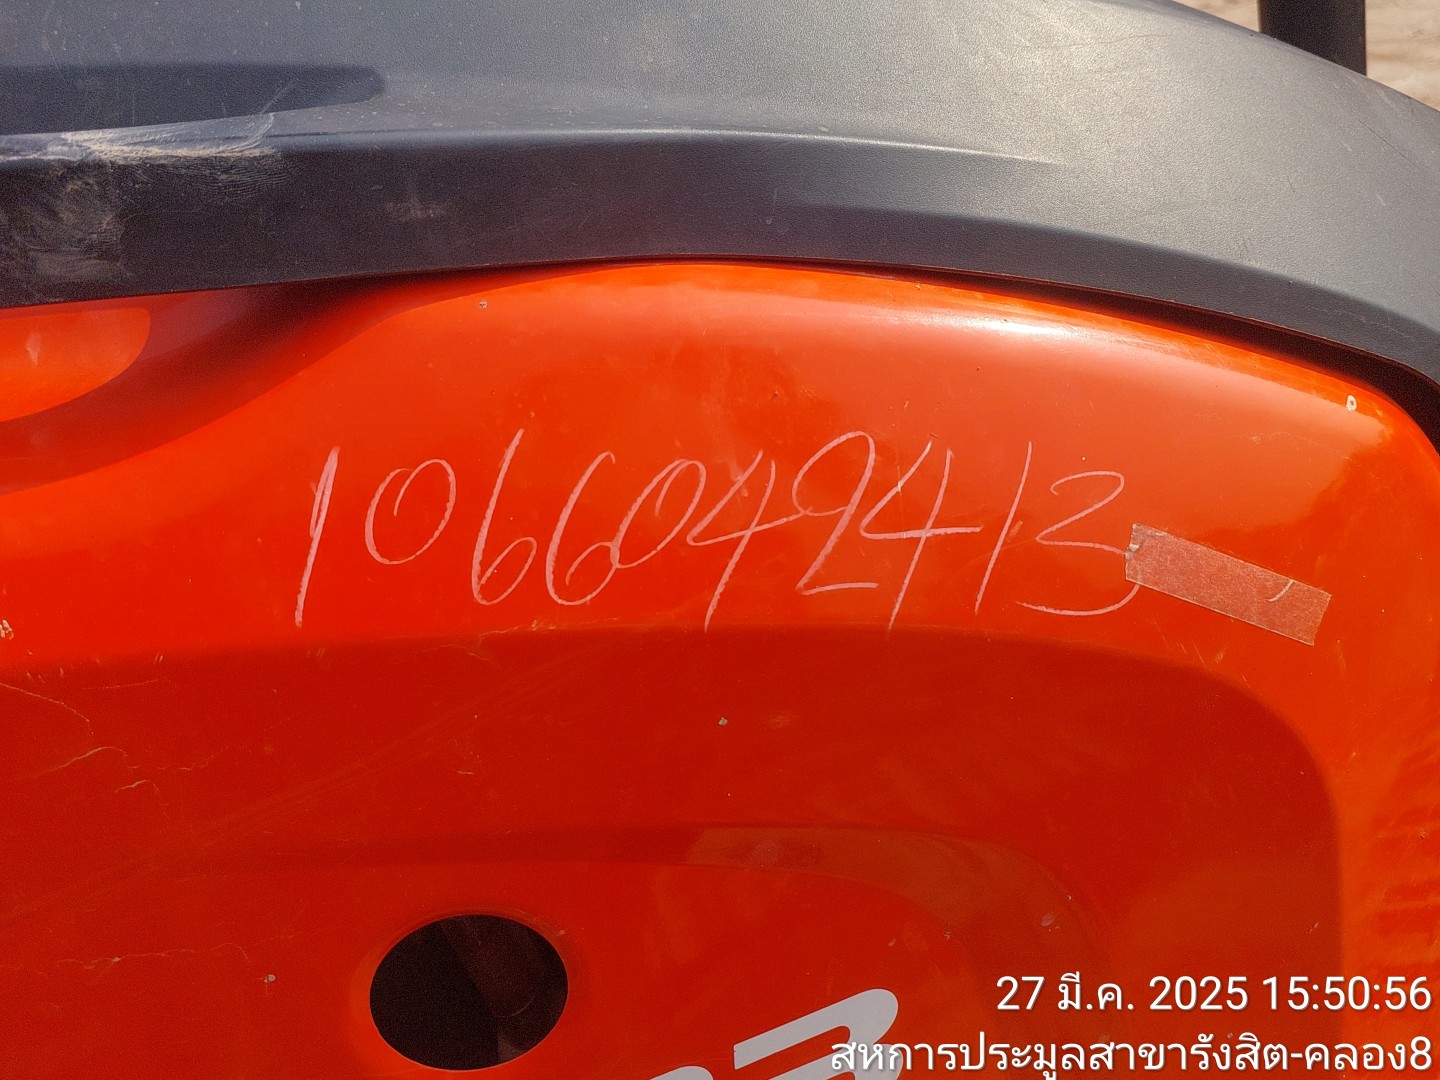 1066042413
27 มี.ค. 2025 15:50:56
สหการประมูลสาขารังสิต-คลอง8